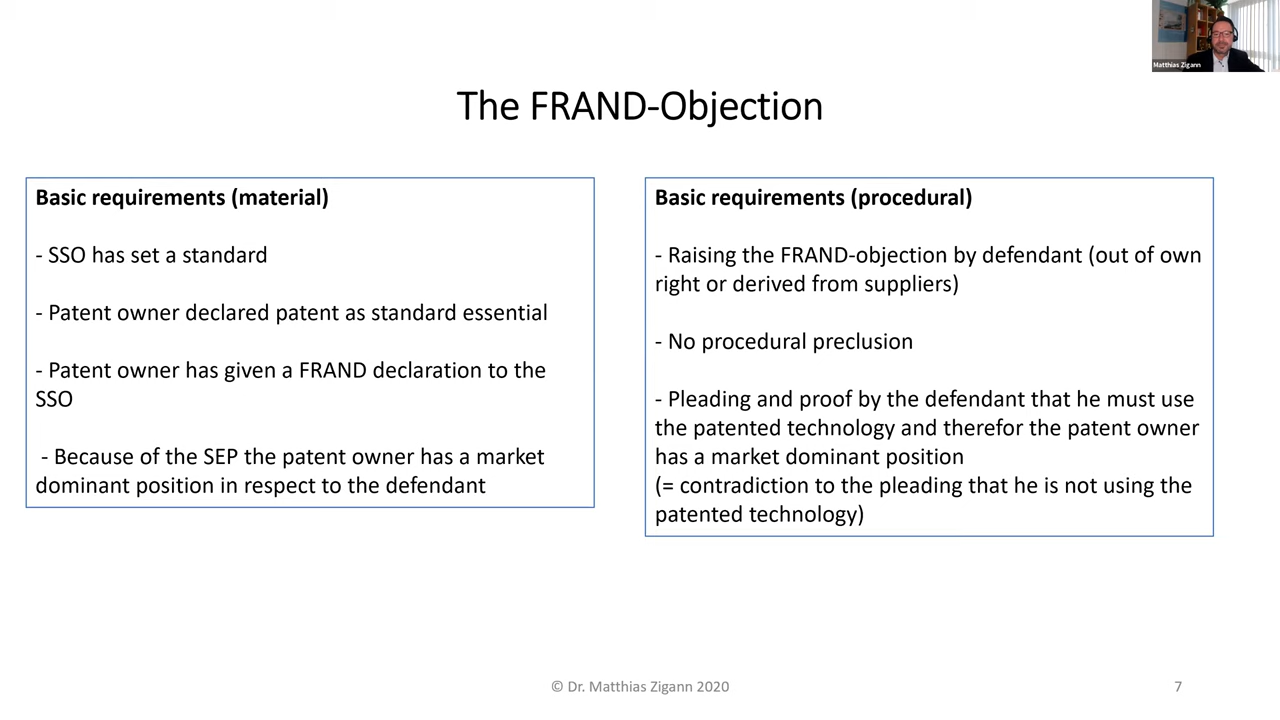 Matthias Zigann
The FRAND-Objection
Basic requirements (material)
- SSO has set a standard
- Patent owner declared patent as standard essential
- Patent owner has given a FRAND declaration to the
SSO
- Because of the SEP the patent owner has a market
dominant position in respect to the defendant
Basic requirements (procedural)
- Raising the FRAND-objection by defendant (out of own
right or derived from suppliers)
- No procedural preclusion
- Pleading and proof by the defendant that he must use
the patented technology and therefor the patent owner
has a market dominant position
(= contradiction to the pleading that he is not using the
patented technology)
© Dr. Matthias Zigann 2020
7